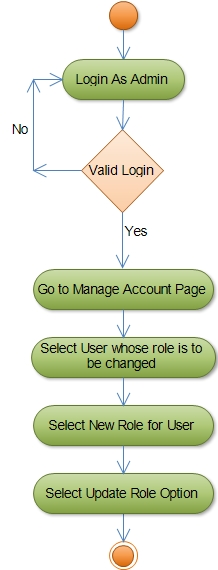 Login As Admin
No
Valid Login
Yes
Go to Manage Account Page
Select User whose role is to
be changed
Select New Role for User
Select Update Role Option